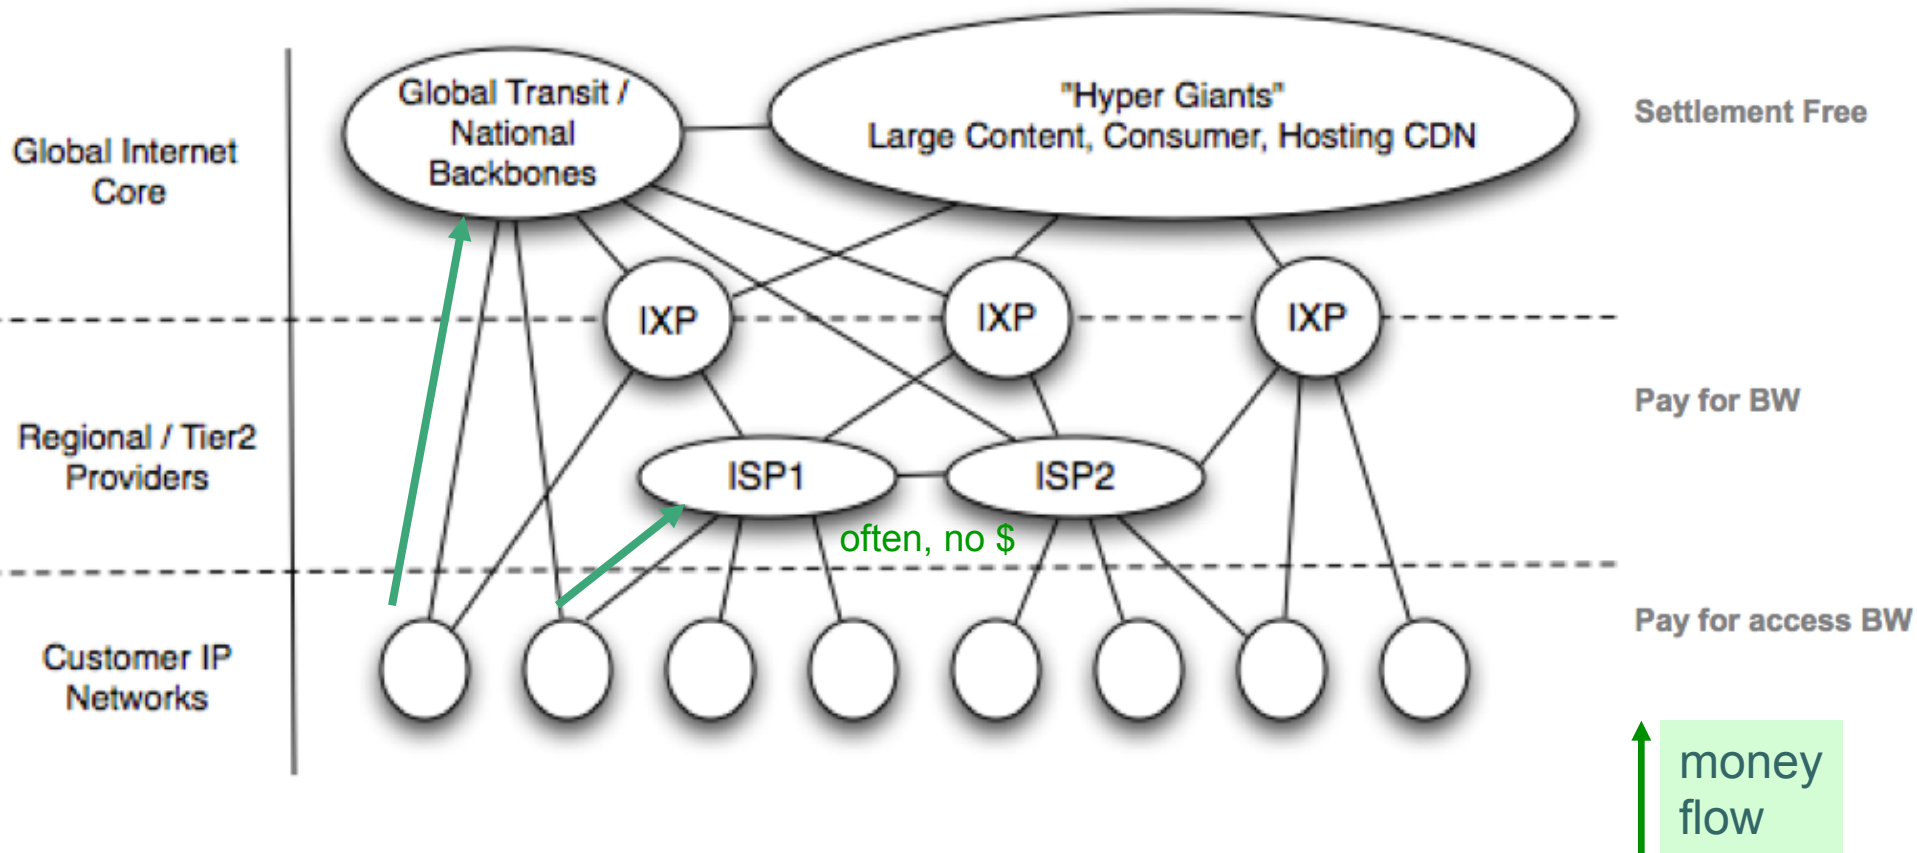 Global Transit /
National
Backbones
"Hyper Giants"
Large Content, Consumer, Hosting CDN
Settlement Free
Global Internet
Core
IXP
IXP
IXP
Pay for BW
Regional / Tier2
Providers
ISP1
ISP2
often, no $
Pay for access BW
Customer IP
Networks
money
flow